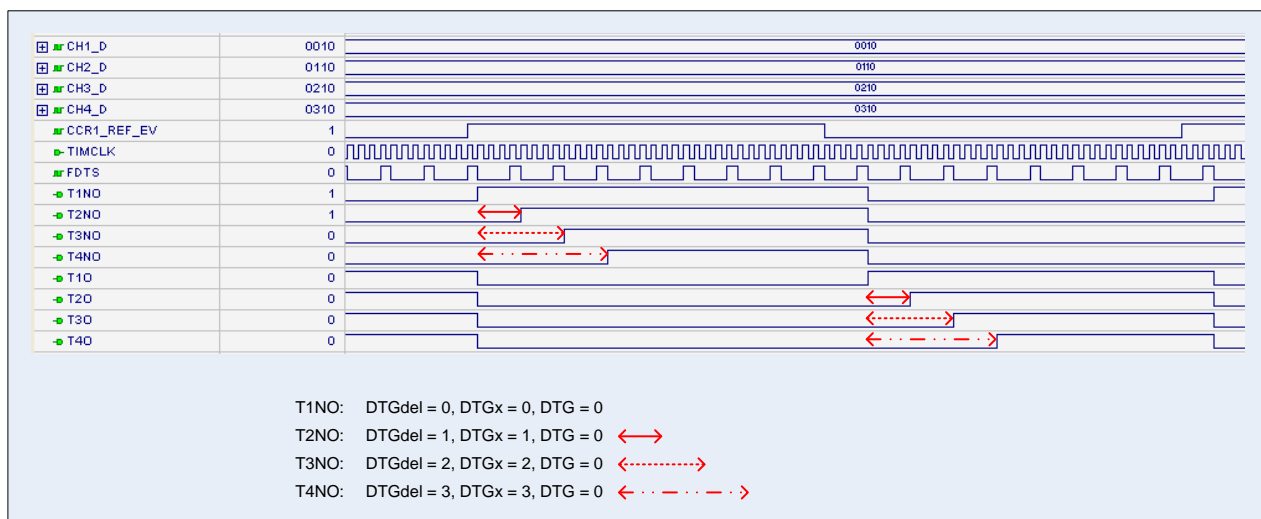 CH1_D 0010 0010
CH2_D 0110 0110
CH3_D 0210 0210
CH4_D 0310 0310
CCR1_REF_EV 1
TIMCLK 0
FDTS 0
T1NO 1
T2NO 1
T3NO 0
T4NO 0
T1O 0
T2O 0
T3O 0
T4O 0
T1NO: DTGdel = 0, DTGx = 0, DTG = 0
T2NO: DTGdel = 1, DTGx = 1, DTG = 0
T3NO: DTGdel = 2, DTGx = 2, DTG = 0
T4NO: DTGdel = 3, DTGx = 3, DTG = 0